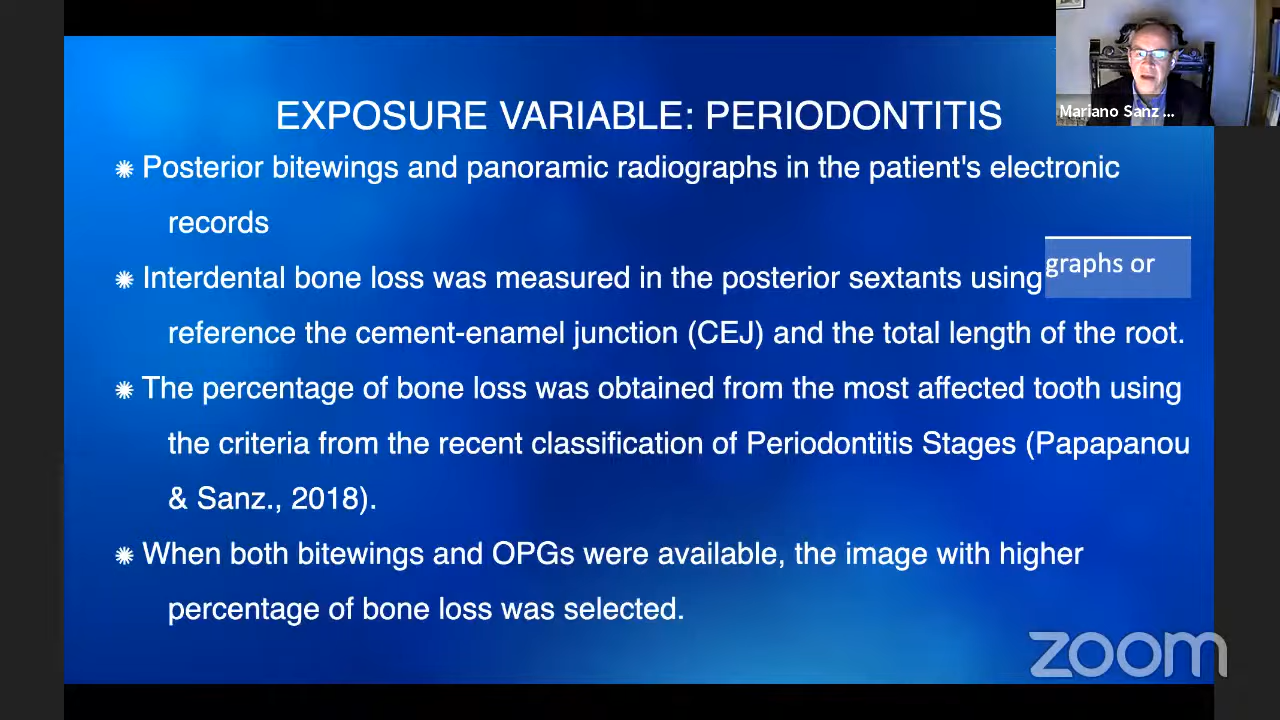 Mariano Sanz ...
EXPOSURE VARIABLE: PERIODONTITIS
Posterior bitewings and panoramic radiographs in the patient's electronic
records
Interdental bone loss was measured in the posterior sextants using
graphs or
reference the cement-enamel junction (CEJ) and the total length of the root.
The percentage of bone loss was obtained from the most affected tooth using
the criteria from the recent classification of Periodontitis Stages (Papapanou
& Sanz., 2018).
When both bitewings and OPGs were available, the image with higher
percentage of bone loss was selected.
zoom